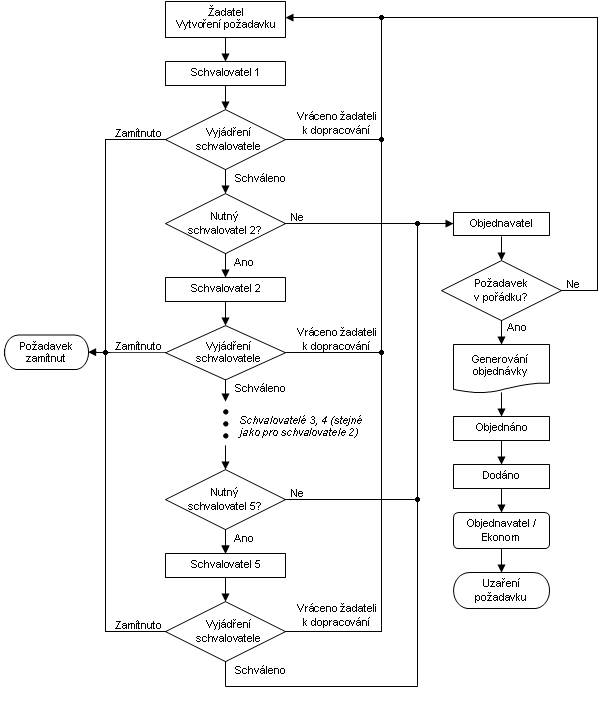 Žadatel
Vytvoření požadavku
Schvalovatel 1
Vyjádření
schvalovatele
Zamítnuto
Vráceno žadateli
k dopracování
Schváleno
Nutný
schvalovatel 2?
Ne
Ano
Schvalovatel 2
Vyjádření
schvalovatele
Zamítnuto
Vráceno žadateli
k dopracování
Požadavek
zamítnut
Schváleno
Schvalovatelé 3, 4 (stejné
jako pro schvalovatele 2)
Nutný
schvalovatel 5?
Ne
Ano
Schvalovatel 5
Vyjádření
schvalovatele
Zamítnuto
Vráceno žadateli
k dopracování
Schváleno
Objednavatel
Požadavek
v pořádku?
Ne
Ano
Generování
objednávky
Objednáno
Dodáno
Objednavatel /
Ekonom
Uzaření
požadavku